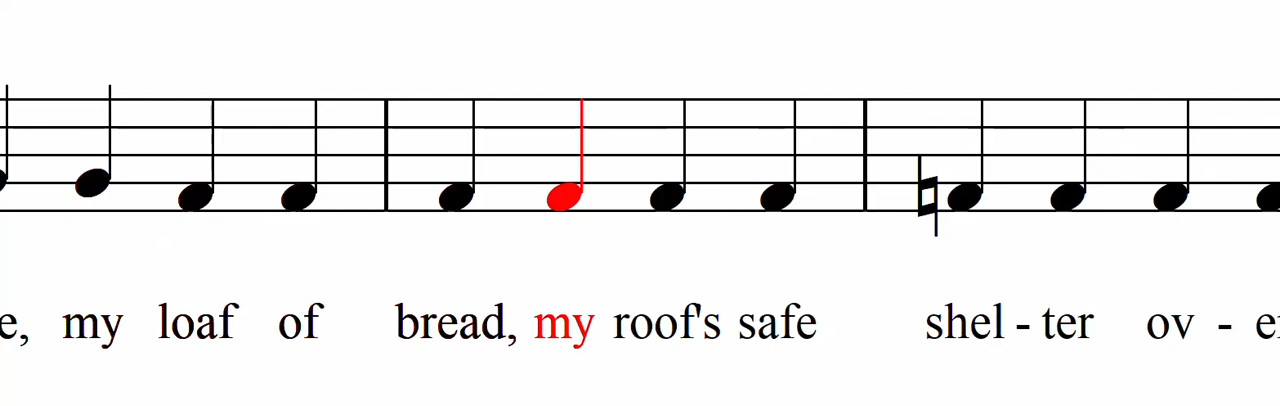 e, my loaf of bread, my roof's safe shel - ter ov - e